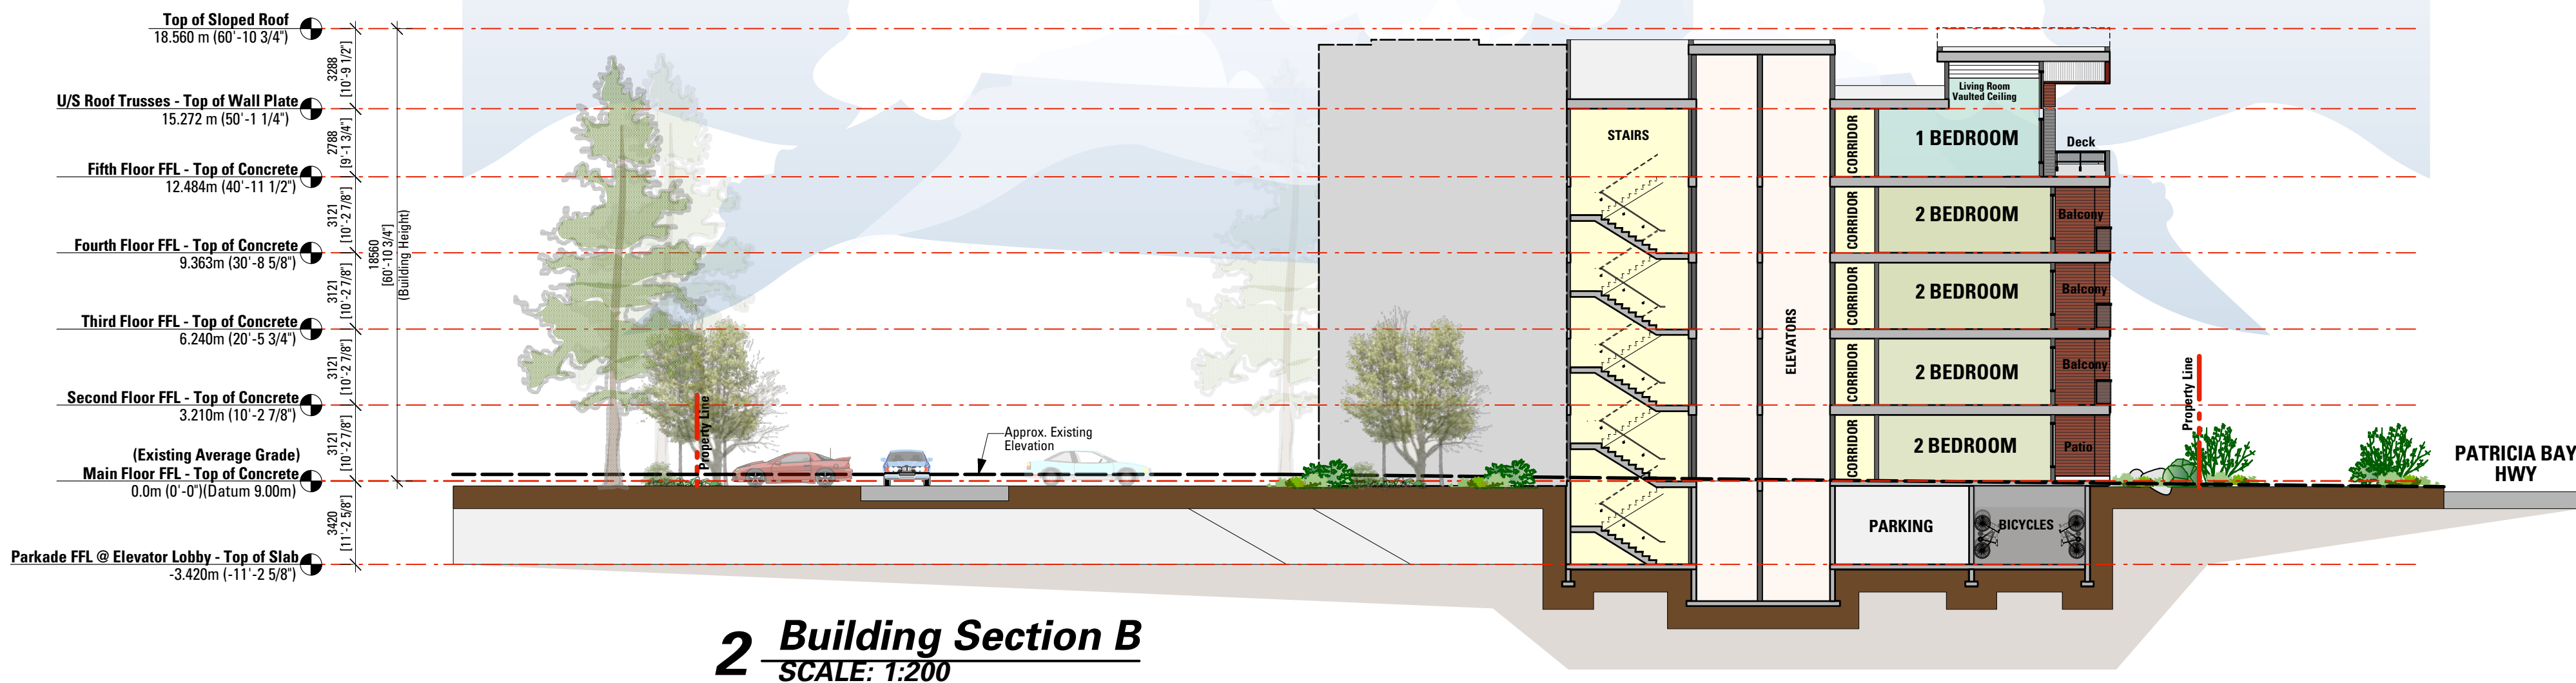 Top of Sloped Roof
18.560 m (60'-10 3/4")
U/S Roof Trusses - Top of Wall Plate
15.272 m (50'-1 1/4")
Fifth Floor FFL - Top of Concrete
12.484m (40'-11 1/2")
Fourth Floor FFL - Top of Concrete
9.363m (30'-8 5/8")
Third Floor FFL - Top of Concrete
6.240m (20'-5 3/4")
Second Floor FFL - Top of Concrete
3.210m (10'-2 7/8")
(Existing Average Grade)
Main Floor FFL - Top of Concrete
0.0m (0'-0")(Datum 9.00m)
Parkade FFL @ Elevator Lobby - Top of Slab
-3.420m (-11'-2 5/8")
3288
[10'-9 1/2"]
2788
[9'-1 3/4"]
3121
[10'-2 7/8"]
3121
[10'-2 7/8"]
3121
[10'-2 7/8"]
3121
[10'-2 7/8"]
3420
[11'-2 5/8"]
18560
[60'-10 3/4"]
(Building Height)
Property Line
Approx. Existing
Elevation
STAIRS
ELEVATORS
Living Room
Vaulted Ceiling
CORRIDOR
1 BEDROOM
Deck
CORRIDOR
2 BEDROOM
Balcony
CORRIDOR
2 BEDROOM
Balcony
CORRIDOR
2 BEDROOM
Balcony
CORRIDOR
2 BEDROOM
Patio
PARKING
BICYCLES
Property Line
PATRICIA BAY
HWY
2 Building Section B
SCALE: 1:200